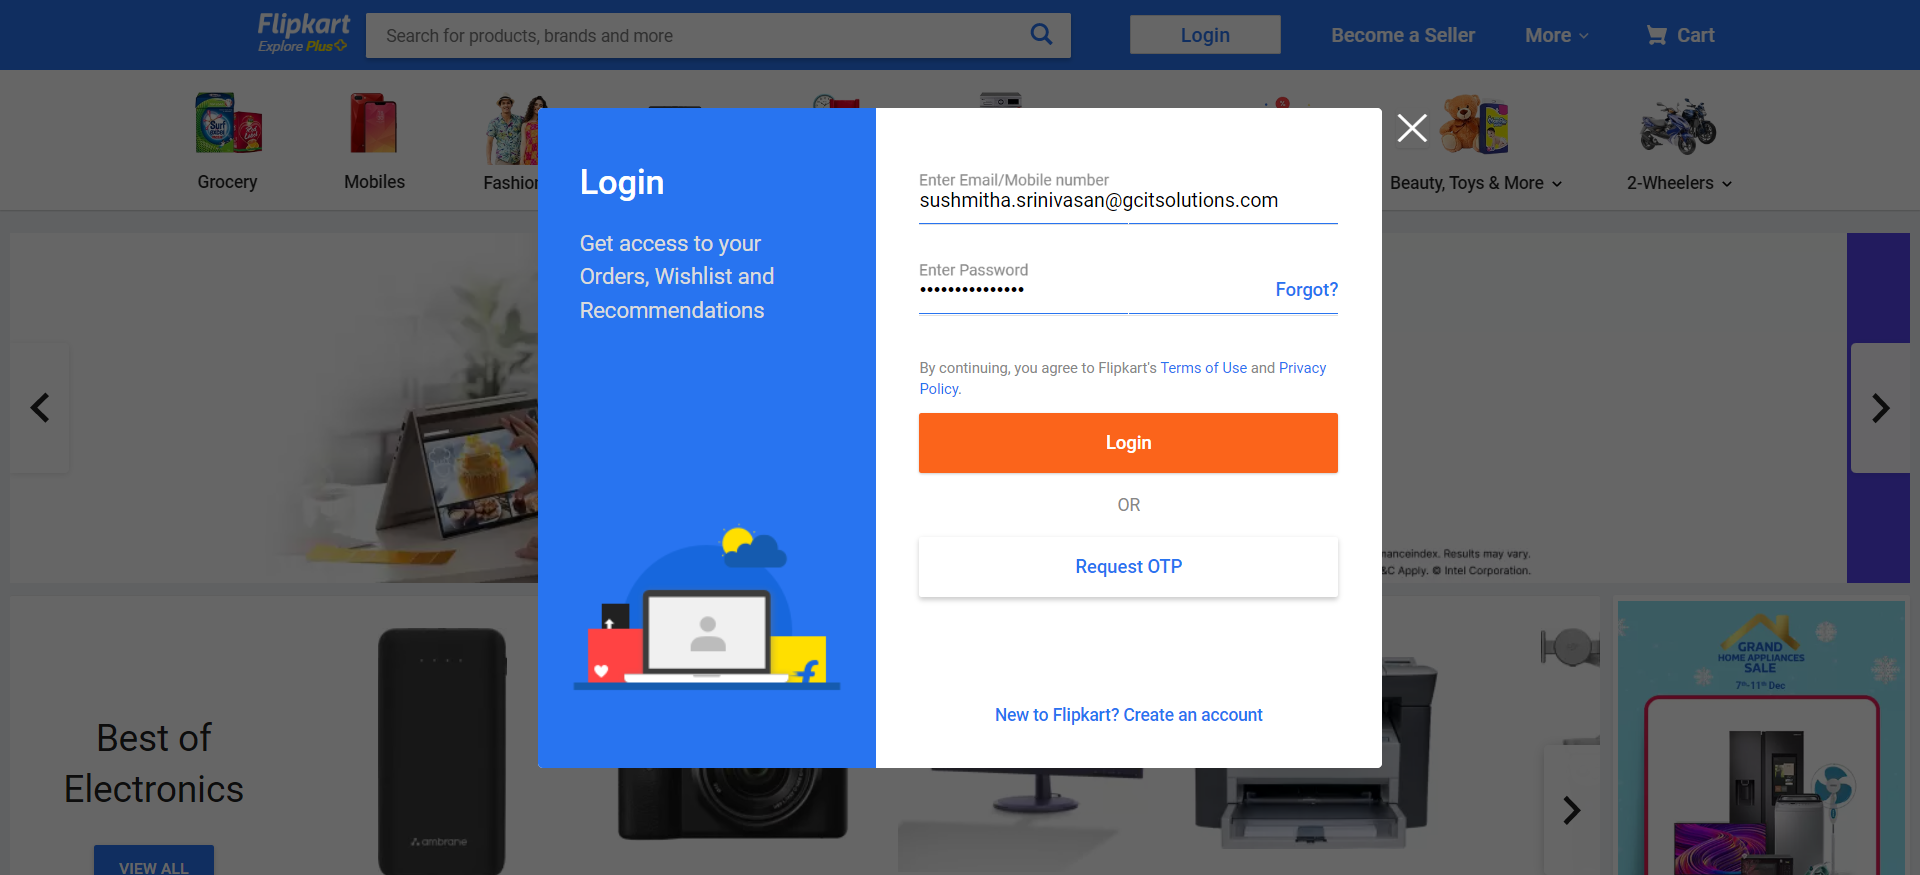 Flipkart
Explore Plus
Search for products, brands and more
Login
Become a Seller
More
Cart
Grocery
Mobiles
Fashion
Beauty, Toys & More
2-Wheelers
Login
Get access to your
Orders, Wishlist and
Recommendations
Enter Email/Mobile number
sushmitha.srinivasan@gcitsolutions.com
Enter Password
•••••••••••••••
Forgot?
By continuing, you agree to Flipkart's Terms of Use and Privacy
Policy.
Login
OR
Request OTP
New to Flipkart? Create an account
manceindex. Results may vary.
&C Apply. © Intel Corporation.
Best of
Electronics
VIEW ALL
ambrane
GRAND
HOME APPLIANCES
SALE
7th-11th Dec